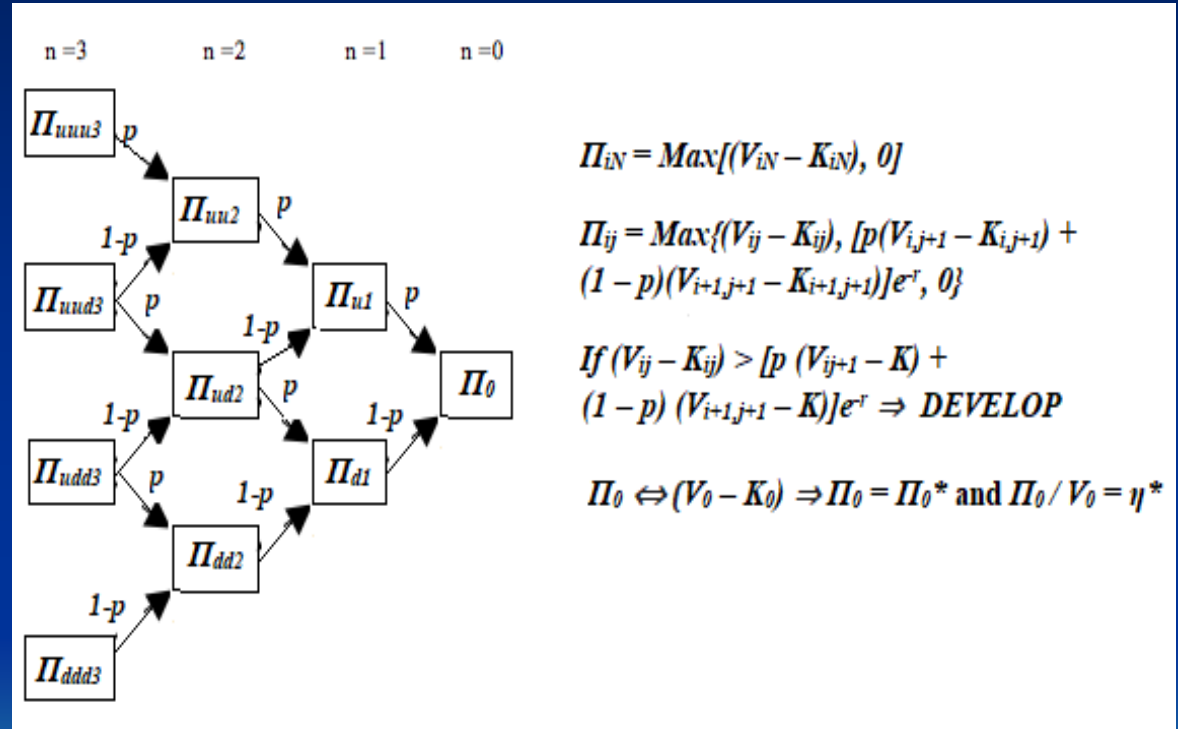 n =3 n =2 n =1 n =0
Πuuu3
p
Πuu2
p
1-p
Πuud3
p
Πu1
p
1-p
Πud2
p
Π0
1-p
1-p
Πudd3
p
Πd1
1-p
Πdd2
1-p
Πddd3
ΠiN = Max[(ViN – KiN), 0]
Πij = Max{(Vij – Kij), [p(Vi,j+1 – Ki,j+1) +
(1 – p)(Vi+1,j+1 – Ki+1,j+1)]e-r, 0}
If (Vij – Kij) > [p (Vij+1 – K) +
(1 – p) (Vi+1,j+1 – K)]e-r ⇒ DEVELOP
Π0 ⇔ (V0 – K0) ⇒ Π0 = Π0* and Π0 / V0 = η*